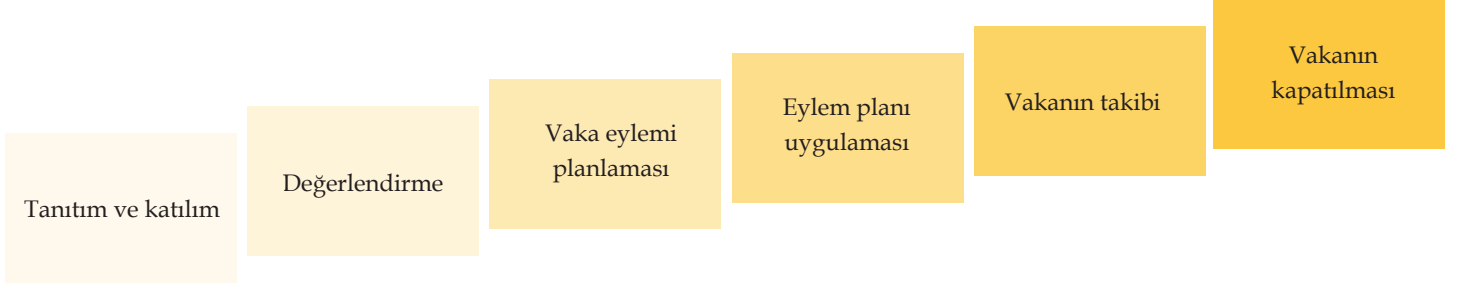 Tanıtım ve katılım
Değerlendirme
Vaka eylemi
planlaması
Eylem planı
uygulaması
Vakanın takibi
Vakanın
kapatılması